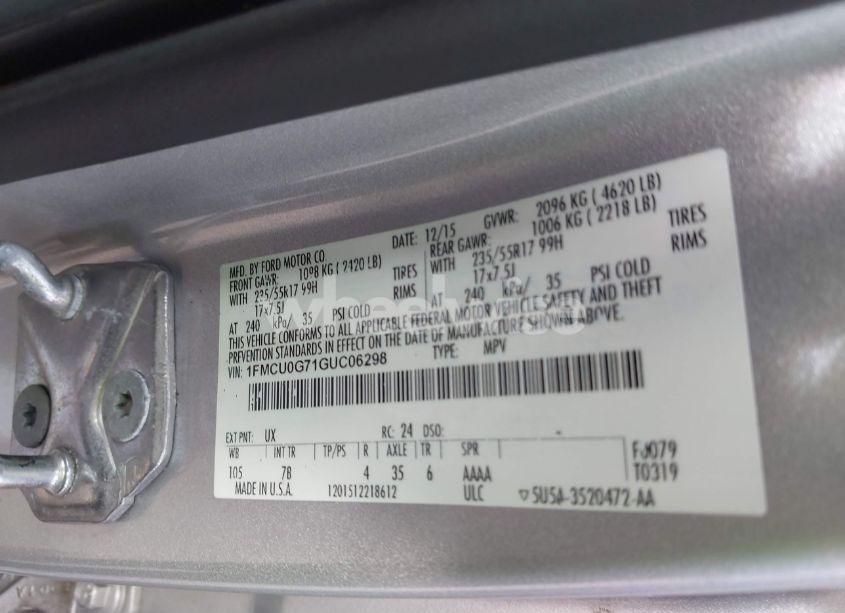 MFD. BY FORD MOTOR CO. DATE: 12/15 GVWR: 2096 KG ( 4620 LB)
FRONT GAWR: 1098 KG ( 2420 LB) REAR GAWR: 1006 KG ( 2218 LB)
WITH 235/55R17 99H TIRES WITH 235/55R17 99H TIRES
17x7.5J RIMS 17x7.5J RIMS
AT 240 kPa/ 35 PSI COLD AT 240 kPa/ 35 PSI COLD
THIS VEHICLE CONFORMS TO ALL APPLICABLE FEDERAL MOTOR VEHICLE SAFETY AND THEFT
PREVENTION STANDARDS IN EFFECT ON THE DATE OF MANUFACTURE SHOWN ABOVE.
VIN: 1FMCU0G71GUC06298 TYPE: MPV
EXT PNT: UX RC: 24 DSO: -
WB INT TR TP/PS R AXLE TR SPR F0079
T05 7B 4 35 6 AAAA T0319
MADE IN U.S.A. 1201512218612 ULC 5U5A-3520472-AA